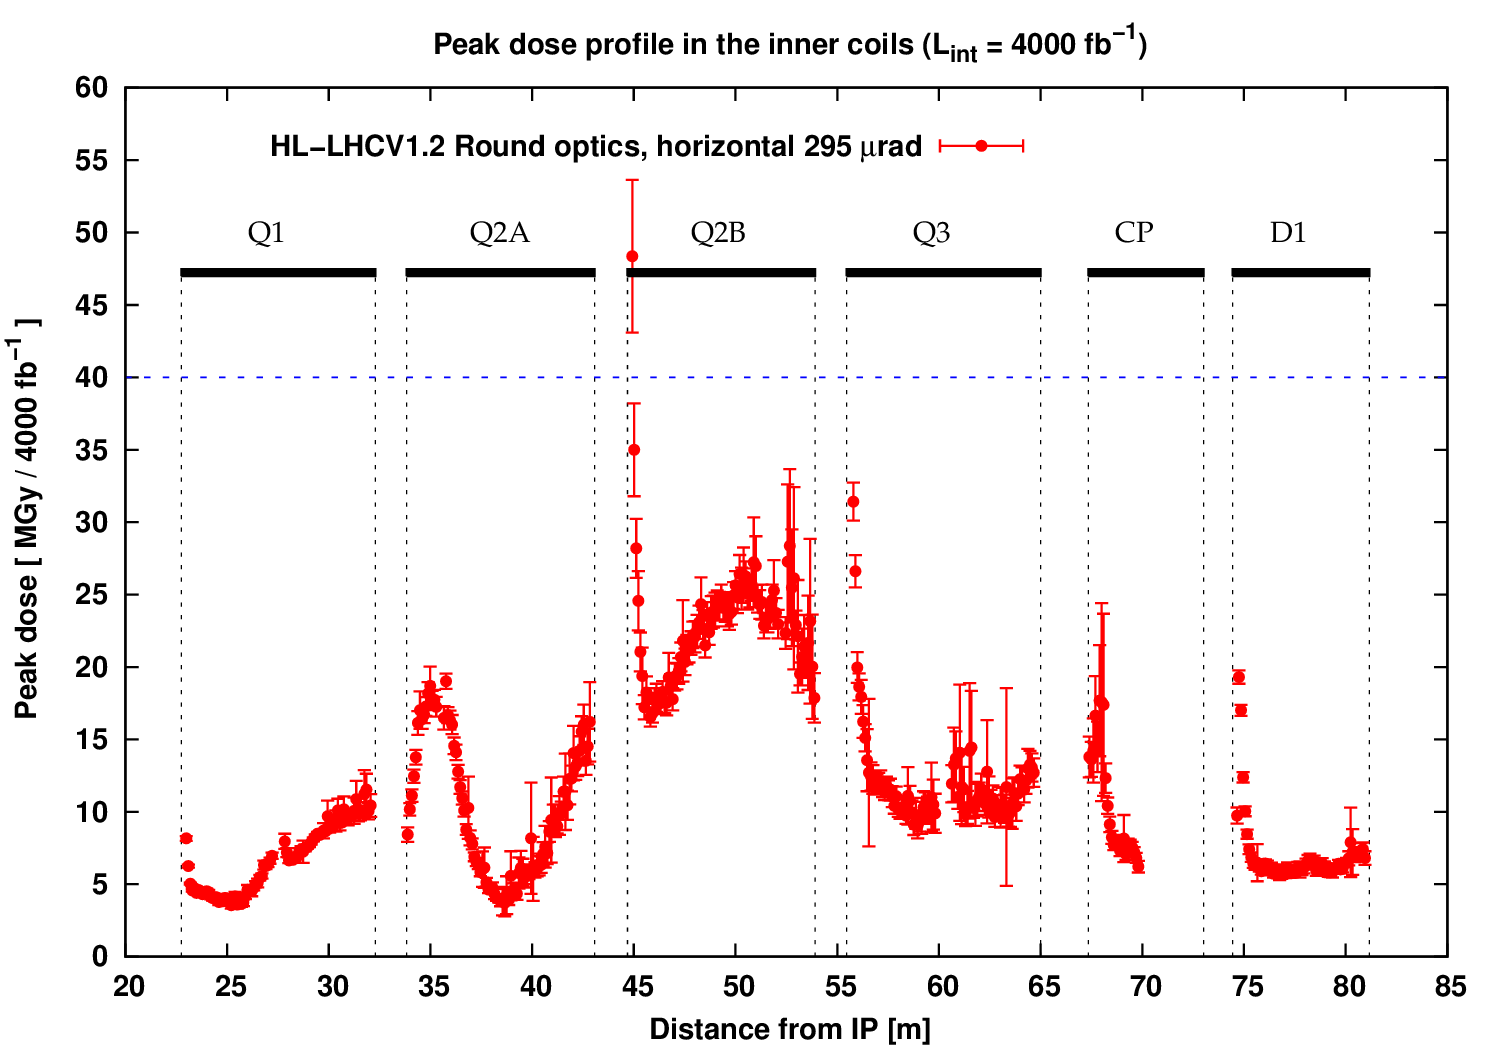 Peak dose profile in the inner coils (Lint = 4000 fb−1)
HL−LHCV1.2 Round optics, horizontal 295 μrad
Q1 Q2A Q2B Q3 CP D1
Peak dose [ MGy / 4000 fb−1 ]
60
55
50
45
40
35
30
25
20
15
10
5
0
20 25 30 35 40 45 50 55 60 65 70 75 80 85
Distance from IP [m]